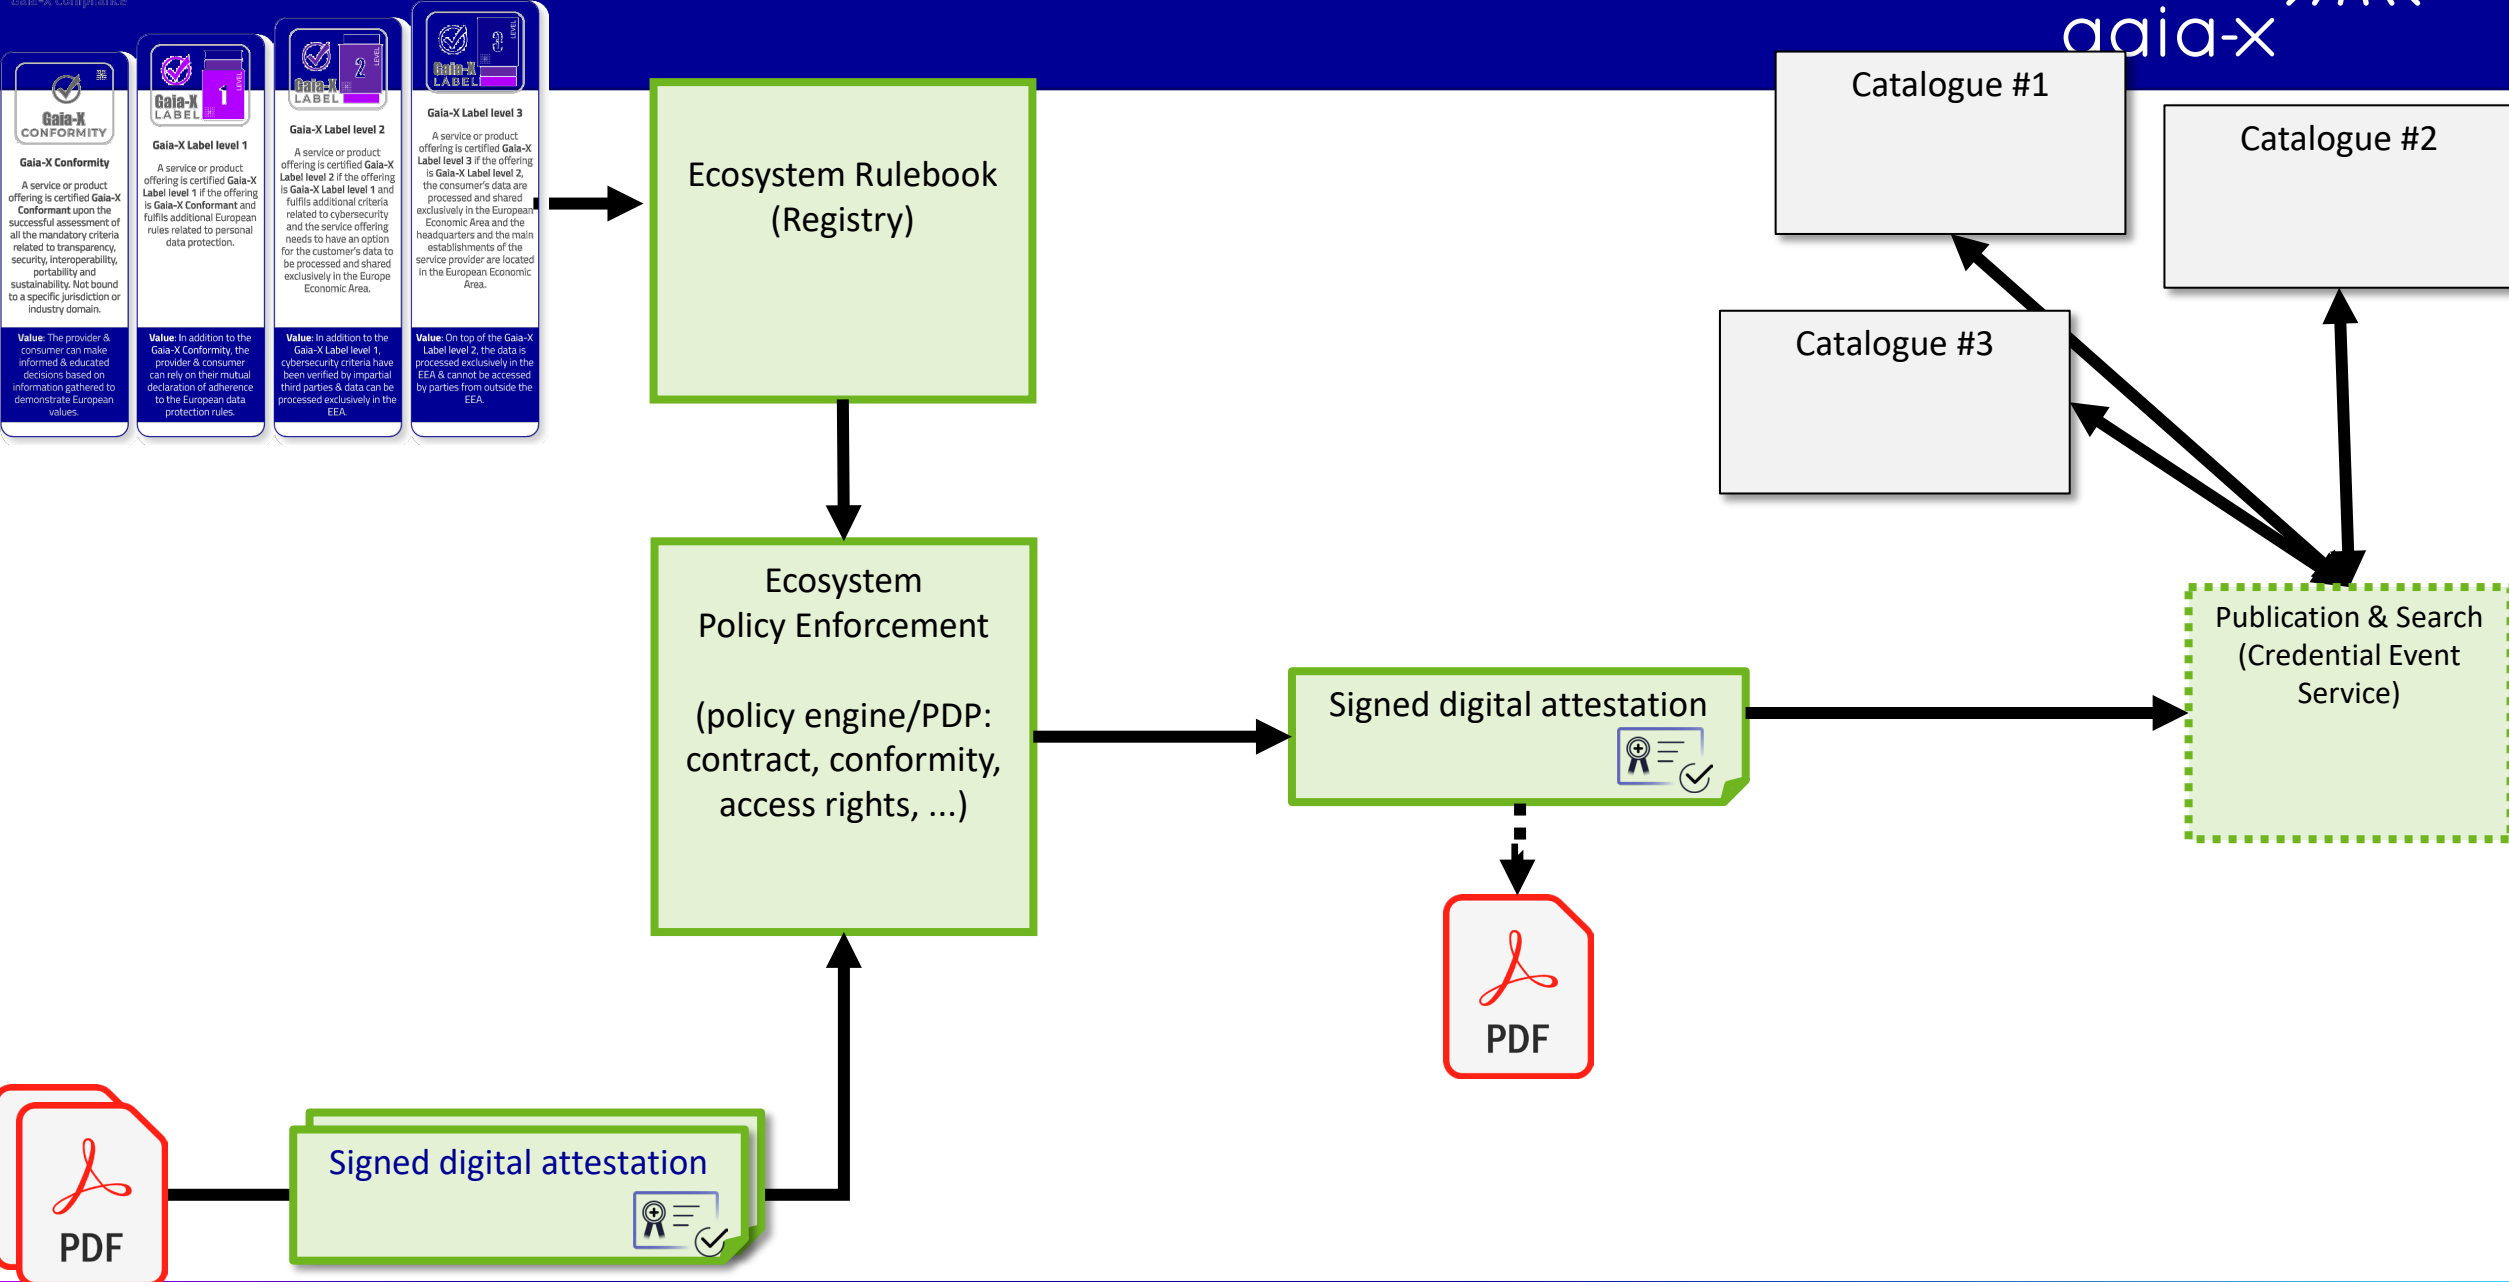 Gaia-X Compliance
gaia-x
Gaia-X
CONFORMITY
Gaia-X Conformity
A service or product
offering is certified Gaia-X
Conformant upon the
successful assessment of
all the mandatory criteria
related to transparency,
security, interoperability,
portability and
sustainability. Not bound
to a specific jurisdiction or
industry domain.
Value: The provider &
consumer can make
informed & educated
decisions based on
information gathered to
demonstrate European
values.
Gaia-X
LABEL
1
LEVEL
Gaia-X Label level 1
A service or product
offering is certified Gaia-X
Label level 1 if the offering
is Gaia-X Conformant and
fulfils additional European
rules related to personal
data protection.
Value: In addition to the
Gaia-X Conformity, the
provider & consumer
can rely on their mutual
declaration of adherence
to the European data
protection rules.
Gaia-X
LABEL
2
LEVEL
Gaia-X Label level 2
A service or product
offering is certified Gaia-X
Label level 2 if the offering
is Gaia-X Label level 1 and
fulfils additional criteria
related to cybersecurity
and the service offering
needs to have an option
for the customer's data to
be processed and shared
exclusively in the Europe
Economic Area.
Value: In addition to the
Gaia-X Label level 1,
cybersecurity criteria have
been verified by impartial
third parties & data can be
processed exclusively in the
EEA.
Gaia-X
LABEL
3
LEVEL
Gaia-X Label level 3
A service or product
offering is certified Gaia-X
Label level 3 if the offering
is Gaia-X Label level 2,
the consumer's data are
processed and shared
exclusively in the European
Economic Area and the
headquarters and the main
establishments of the
service provider are located
in the European Economic
Area.
Value: On top of the Gaia-X
Label level 2, the data is
processed exclusively in the
EEA & cannot be accessed
by parties from outside the
EEA.
Ecosystem Rulebook
(Registry)
Catalogue #1
Catalogue #2
Catalogue #3
Ecosystem
Policy Enforcement
(policy engine/PDP:
contract, conformity,
access rights, ...)
Signed digital attestation
Publication & Search
(Credential Event
Service)
PDF
PDF
Signed digital attestation